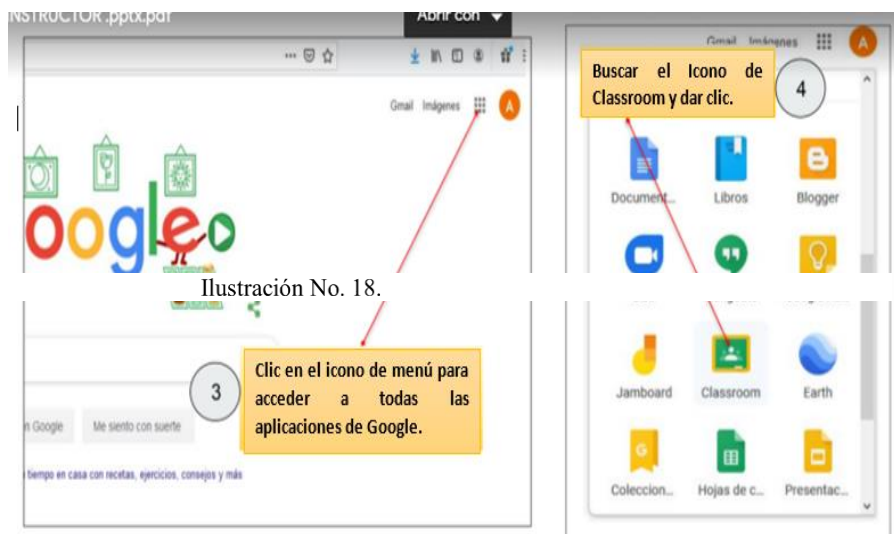 INSTRUCTOR .pptx.pdf
Abrir con
Gmail Imágenes A
oogle
Ilustración No. 18.
3
Clic en el icono de menú para
acceder a todas las
aplicaciones de Google.
n Google Me siento con suerte
tiempo en casa con recetas, ejercicios, consejos y más
Gmail Imágenes A
Buscar el Icono de
Classroom y dar clic.
4
Document... Libros Blogger
Jamboard Classroom Earth
G
Coleccion... Hojas de c... Presentac...